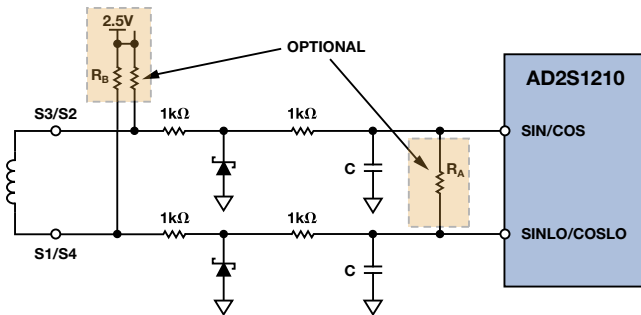 2.5V
OPTIONAL
RB
AD2S1210
S3/S2
1kΩ
1kΩ
SIN/COS
C
RA
1kΩ
1kΩ
SINLO/COSLO
S1/S4
C